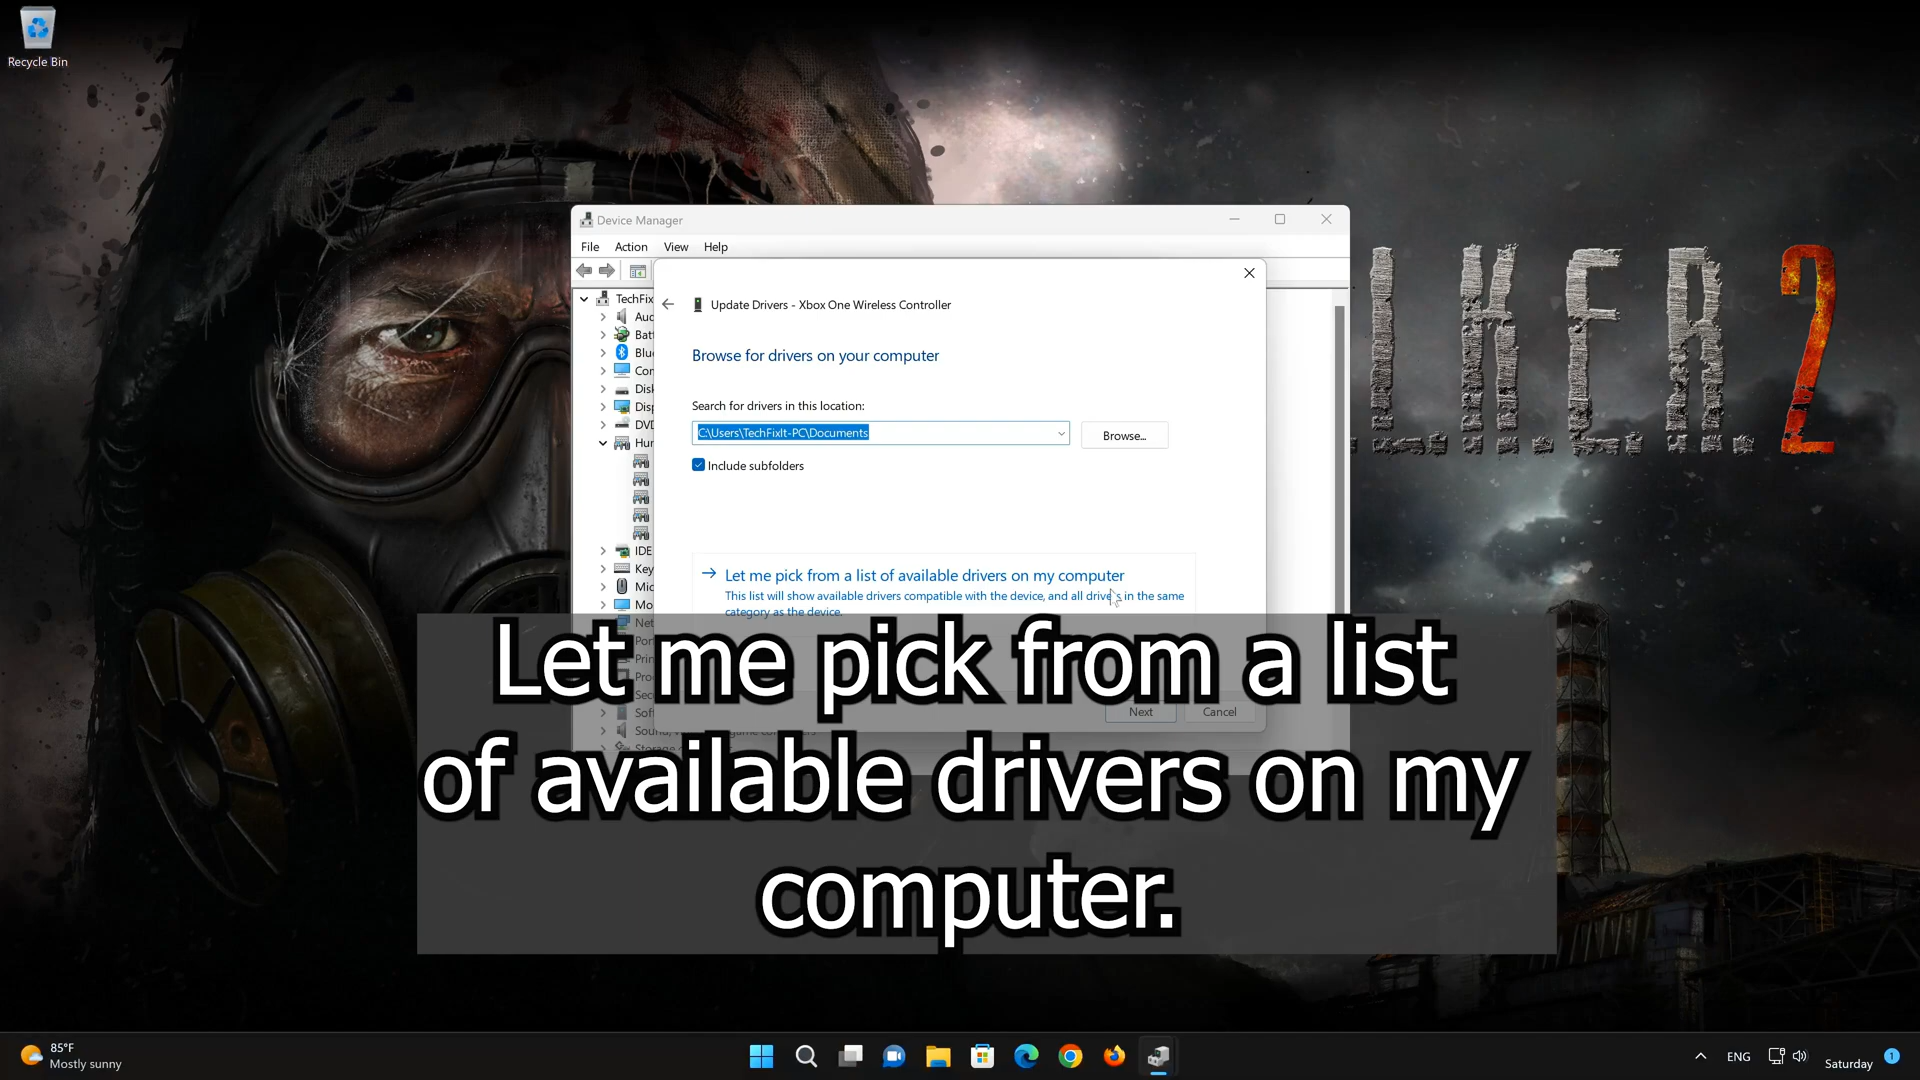 Recycle Bin
Device Manager
File Action View Help
Update Drivers - Xbox One Wireless Controller
TechFix
Browse for drivers on your computer
Search for drivers in this location:
C:\Users\TechFixIt-PC\Documents
Browse...
Include subfolders
IDE
Let me pick from a list of available drivers on my computer
This list will show available drivers compatible with the device, and all drivers in the same
category as the device.
Next Cancel
Let me pick from a list
of available drivers on my
computer.
.L.K.E.R. 2
85°F
Mostly sunny
ENG
Saturday
1